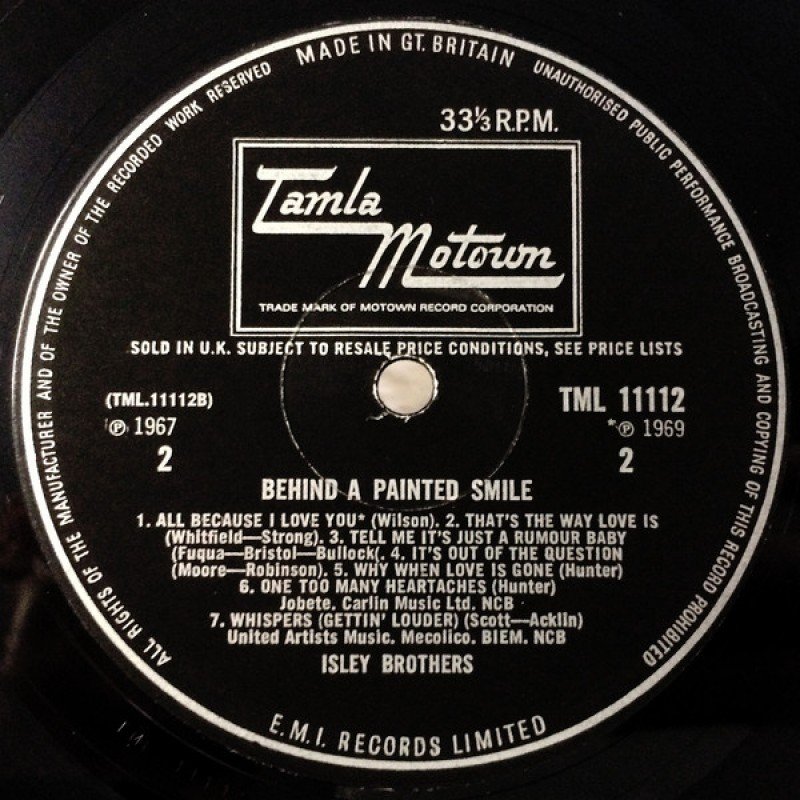 MADE IN GT. BRITAIN
UNAUTHORISED PUBLIC PERFORMANCE BROADCASTING AND COPYING OF THIS RECORD PROHIBITED
ALL RIGHTS OF THE MANUFACTURER AND OF THE OWNER OF THE RECORDED WORK RESERVED
33⅓ R.P.M.
Tamla
Motown
TRADE MARK OF MOTOWN RECORD CORPORATION
SOLD IN U.K. SUBJECT TO RESALE PRICE CONDITIONS, SEE PRICE LISTS
(TML.11112B)
℗ 1967
2
TML 11112
*℗ 1969
2
BEHIND A PAINTED SMILE
1. ALL BECAUSE I LOVE YOU* (Wilson). 2. THAT'S THE WAY LOVE IS
(Whitfield—Strong). 3. TELL ME IT'S JUST A RUMOUR BABY
(Fuqua—Bristol—Bullock(. 4. IT'S OUT OF THE QUESTION
(Moore—Robinson). 5. WHY WHEN LOVE IS GONE (Hunter)
6. ONE TOO MANY HEARTACHES (Hunter)
Jobete. Carlin Music Ltd. NCB
7. WHISPERS (GETTIN' LOUDER) (Scott—Acklin)
United Artists Music. Mecolico. BIEM. NCB
ISLEY BROTHERS
E.M.I. RECORDS LIMITED